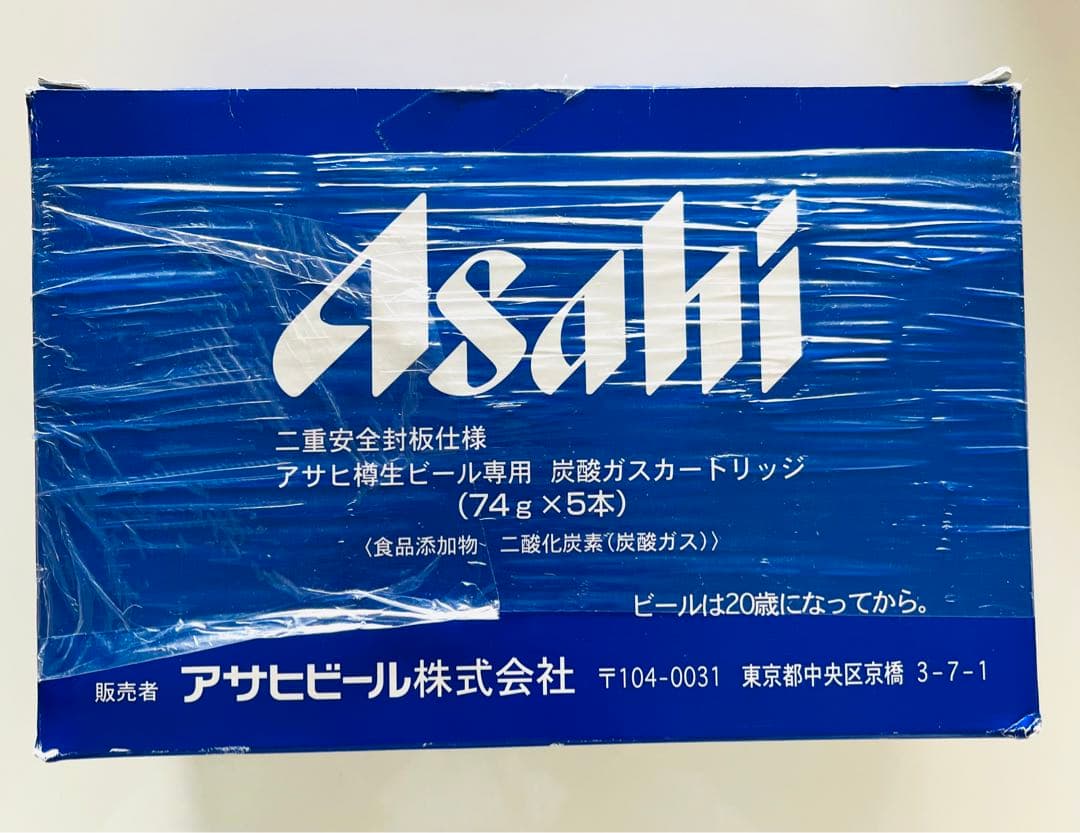 Asahi
二重安全封板仕様
アサヒ樽生ビール専用 炭酸ガスカートリッジ
(74g×5本)
〈食品添加物 二酸化炭素(炭酸ガス)〉
ビールは20歳になってから。
販売者 アサヒビール株式会社 〒104-0031 東京都中央区京橋 3-7-1